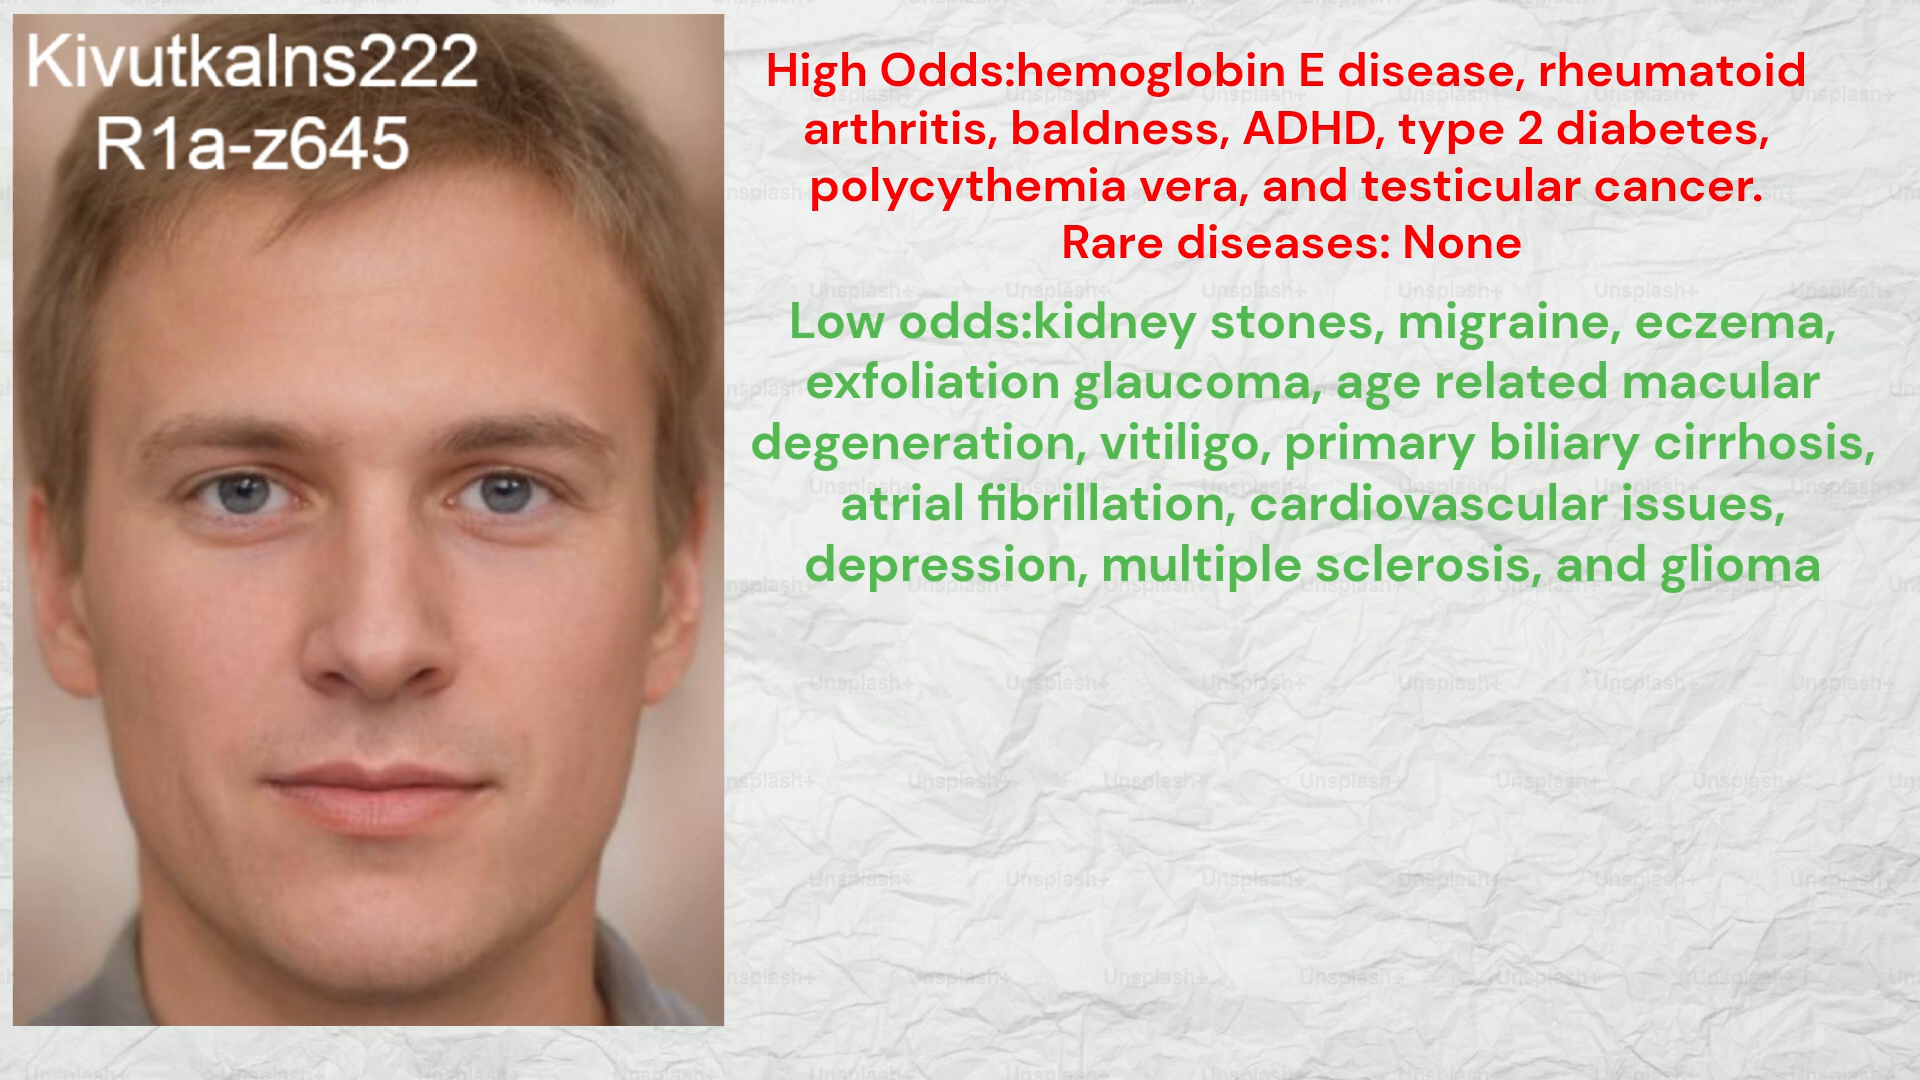 Kivutkalns222
R1a-z645
High Odds:hemoglobin E disease, rheumatoid
arthritis, baldness, ADHD, type 2 diabetes,
polycythemia vera, and testicular cancer.
Rare diseases: None
Low odds:kidney stones, migraine, eczema,
exfoliation glaucoma, age related macular
degeneration, vitiligo, primary biliary cirrhosis,
atrial fibrillation, cardiovascular issues,
depression, multiple sclerosis, and glioma
Unsplash+